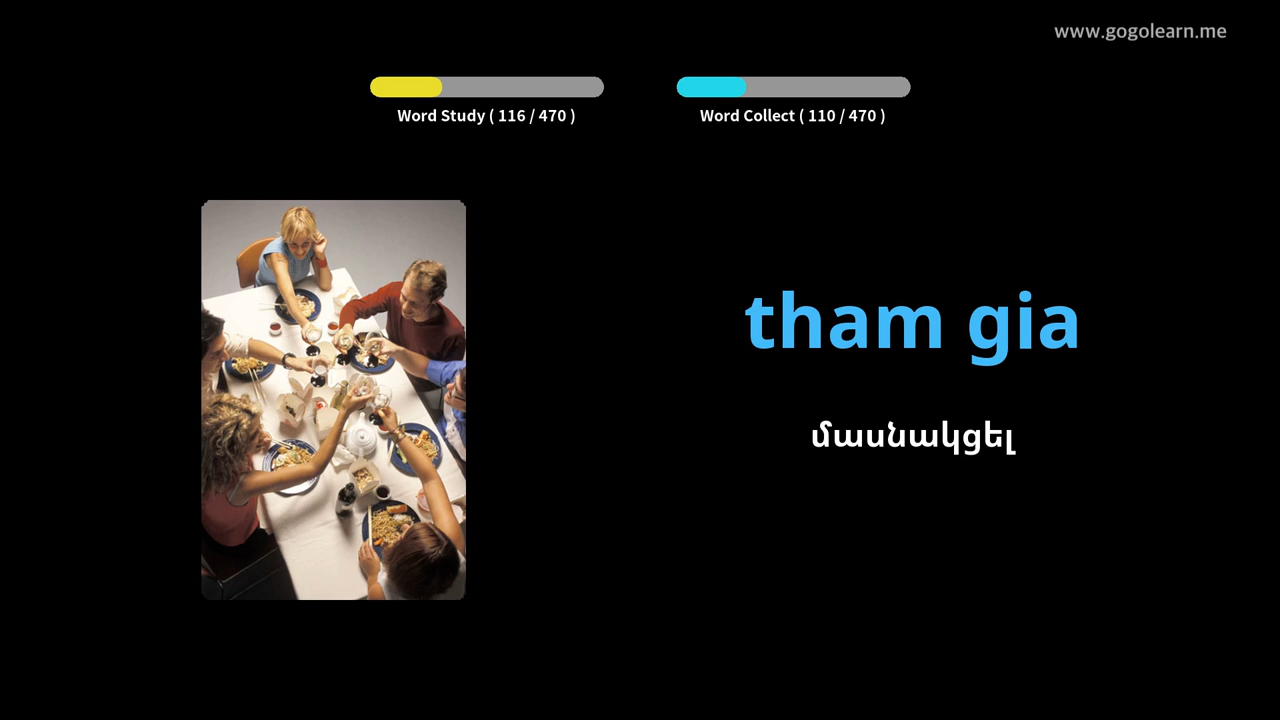 www.gogolearn.me
Word Study ( 116 / 470 )
Word Collect ( 110 / 470 )
tham gia
մասնակցել